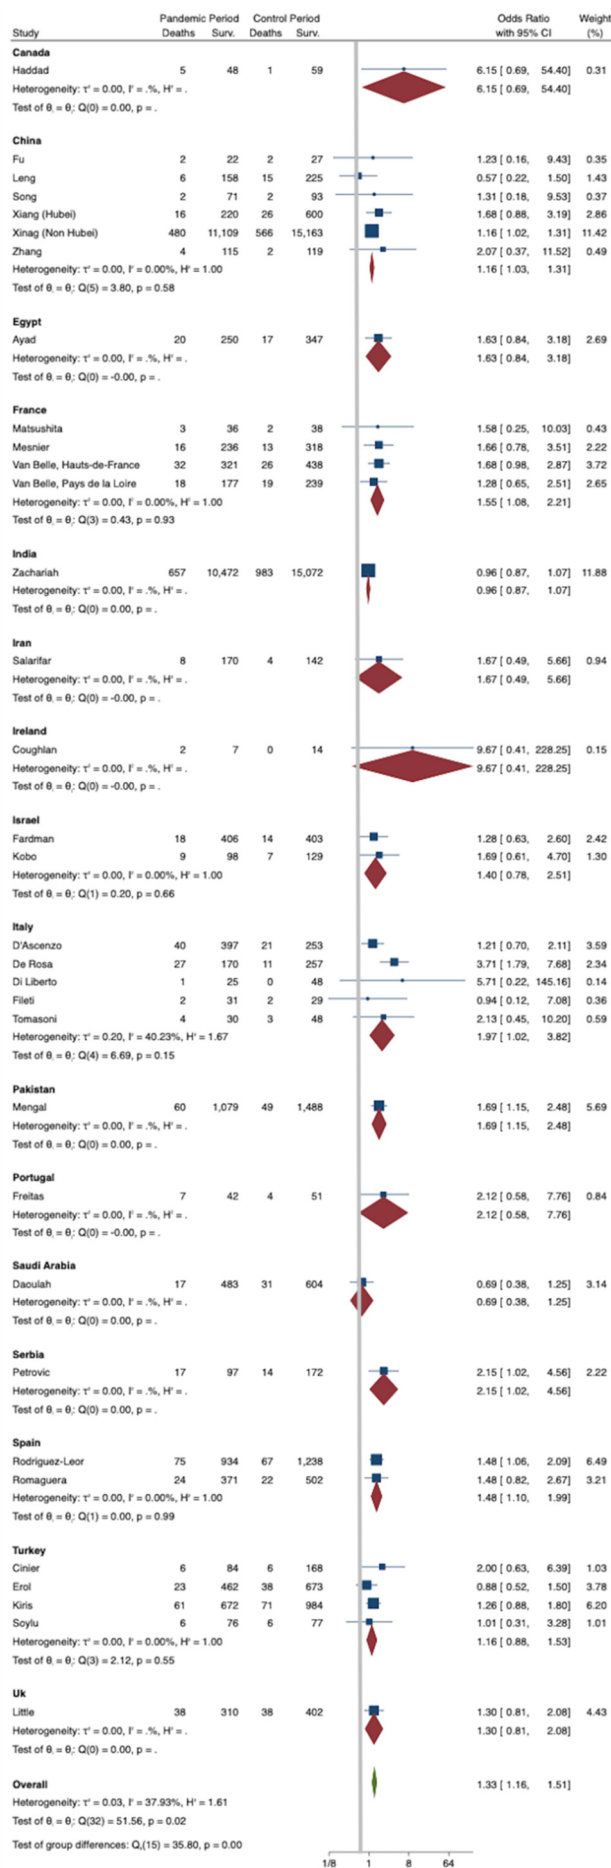 Pandemic Period Control Period Odds Ratio Weight
Study Deaths Surv. Deaths Surv. with 95% CI (%)
Canada
Haddad 5 48 1 59 6.15 [ 0.69, 54.40] 0.31
Heterogeneity: τ² = 0.00, I² = .%, H² = . 6.15 [ 0.69, 54.40]
Test of θᵢ = θⱼ: Q(0) = 0.00, p = .
China
Fu 2 22 2 27 1.23 [ 0.16, 9.43] 0.35
Leng 6 158 15 225 0.57 [ 0.22, 1.50] 1.43
Song 2 71 2 93 1.31 [ 0.18, 9.53] 0.37
Xiang (Hubei) 16 220 26 600 1.68 [ 0.88, 3.19] 2.86
Xinag (Non Hubei) 480 11,109 566 15,163 1.16 [ 1.02, 1.31] 11.42
Zhang 4 115 2 119 2.07 [ 0.37, 11.52] 0.49
Heterogeneity: τ² = 0.00, I² = 0.00%, H² = 1.00 1.16 [ 1.03, 1.31]
Test of θᵢ = θⱼ: Q(5) = 3.80, p = 0.58
Egypt
Ayad 20 250 17 347 1.63 [ 0.84, 3.18] 2.69
Heterogeneity: τ² = 0.00, I² = .%, H² = . 1.63 [ 0.84, 3.18]
Test of θᵢ = θⱼ: Q(0) = -0.00, p = .
France
Matsushita 3 36 2 38 1.58 [ 0.25, 10.03] 0.43
Mesnier 16 236 13 318 1.66 [ 0.78, 3.51] 2.22
Van Belle, Hauts-de-France 32 321 26 438 1.68 [ 0.98, 2.87] 3.72
Van Belle, Pays de la Loire 18 177 19 239 1.28 [ 0.65, 2.51] 2.65
Heterogeneity: τ² = 0.00, I² = 0.00%, H² = 1.00 1.55 [ 1.08, 2.21]
Test of θᵢ = θⱼ: Q(3) = 0.43, p = 0.93
India
Zachariah 657 10,472 983 15,072 0.96 [ 0.87, 1.07] 11.88
Heterogeneity: τ² = 0.00, I² = .%, H² = . 0.96 [ 0.87, 1.07]
Test of θᵢ = θⱼ: Q(0) = 0.00, p = .
Iran
Salarifar 8 170 4 142 1.67 [ 0.49, 5.66] 0.94
Heterogeneity: τ² = 0.00, I² = .%, H² = . 1.67 [ 0.49, 5.66]
Test of θᵢ = θⱼ: Q(0) = -0.00, p = .
Ireland
Coughlan 2 7 0 14 9.67 [ 0.41, 228.25] 0.15
Heterogeneity: τ² = 0.00, I² = .%, H² = . 9.67 [ 0.41, 228.25]
Test of θᵢ = θⱼ: Q(0) = -0.00, p = .
Israel
Fardman 18 406 14 403 1.28 [ 0.63, 2.60] 2.42
Kobo 9 98 7 129 1.69 [ 0.61, 4.70] 1.30
Heterogeneity: τ² = 0.00, I² = 0.00%, H² = 1.00 1.40 [ 0.78, 2.51]
Test of θᵢ = θⱼ: Q(1) = 0.20, p = 0.66
Italy
D'Ascenzo 40 397 21 253 1.21 [ 0.70, 2.11] 3.59
De Rosa 27 170 11 257 3.71 [ 1.79, 7.68] 2.34
Di Liberto 1 25 0 48 5.71 [ 0.22, 145.16] 0.14
Fileti 2 31 2 29 0.94 [ 0.12, 7.08] 0.36
Tomasoni 4 30 3 48 2.13 [ 0.45, 10.20] 0.59
Heterogeneity: τ² = 0.20, I² = 40.23%, H² = 1.67 1.97 [ 1.02, 3.82]
Test of θᵢ = θⱼ: Q(4) = 6.69, p = 0.15
Pakistan
Mengal 60 1,079 49 1,488 1.69 [ 1.15, 2.48] 5.69
Heterogeneity: τ² = 0.00, I² = .%, H² = . 1.69 [ 1.15, 2.48]
Test of θᵢ = θⱼ: Q(0) = 0.00, p = .
Portugal
Freitas 7 42 4 51 2.12 [ 0.58, 7.76] 0.84
Heterogeneity: τ² = 0.00, I² = .%, H² = . 2.12 [ 0.58, 7.76]
Test of θᵢ = θⱼ: Q(0) = -0.00, p = .
Saudi Arabia
Daoulah 17 483 31 604 0.69 [ 0.38, 1.25] 3.14
Heterogeneity: τ² = 0.00, I² = .%, H² = . 0.69 [ 0.38, 1.25]
Test of θᵢ = θⱼ: Q(0) = 0.00, p = .
Serbia
Petrovic 17 97 14 172 2.15 [ 1.02, 4.56] 2.22
Heterogeneity: τ² = 0.00, I² = .%, H² = . 2.15 [ 1.02, 4.56]
Test of θᵢ = θⱼ: Q(0) = 0.00, p = .
Spain
Rodriguez-Leor 75 934 67 1,238 1.48 [ 1.06, 2.09] 6.49
Romaguera 24 371 22 502 1.48 [ 0.82, 2.67] 3.21
Heterogeneity: τ² = 0.00, I² = 0.00%, H² = 1.00 1.48 [ 1.10, 1.99]
Test of θᵢ = θⱼ: Q(1) = 0.00, p = 0.99
Turkey
Cinier 6 84 6 168 2.00 [ 0.63, 6.39] 1.03
Erol 23 462 38 673 0.88 [ 0.52, 1.50] 3.78
Kiris 61 672 71 984 1.26 [ 0.88, 1.80] 6.20
Soylu 6 76 6 77 1.01 [ 0.31, 3.28] 1.01
Heterogeneity: τ² = 0.00, I² = 0.00%, H² = 1.00 1.16 [ 0.88, 1.53]
Test of θᵢ = θⱼ: Q(3) = 2.12, p = 0.55
Uk
Little 38 310 38 402 1.30 [ 0.81, 2.08] 4.43
Heterogeneity: τ² = 0.00, I² = .%, H² = . 1.30 [ 0.81, 2.08]
Test of θᵢ = θⱼ: Q(0) = 0.00, p = .
Overall 1.33 [ 1.16, 1.51]
Heterogeneity: τ² = 0.03, I² = 37.93%, H² = 1.61
Test of θᵢ = θⱼ: Q(32) = 51.56, p = 0.02
Test of group differences: Qᵦ(15) = 35.80, p = 0.00
1/8 1 8 64